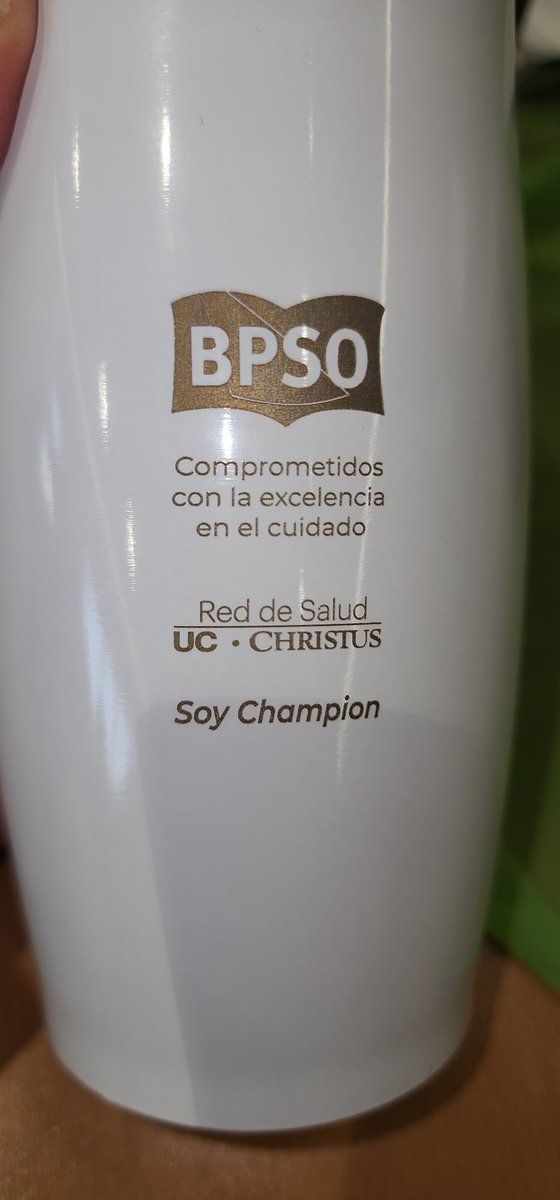 BPSO
Comprometidos
con la excelencia
en el cuidado
Red de Salud
UC · CHRISTUS
Soy Champion